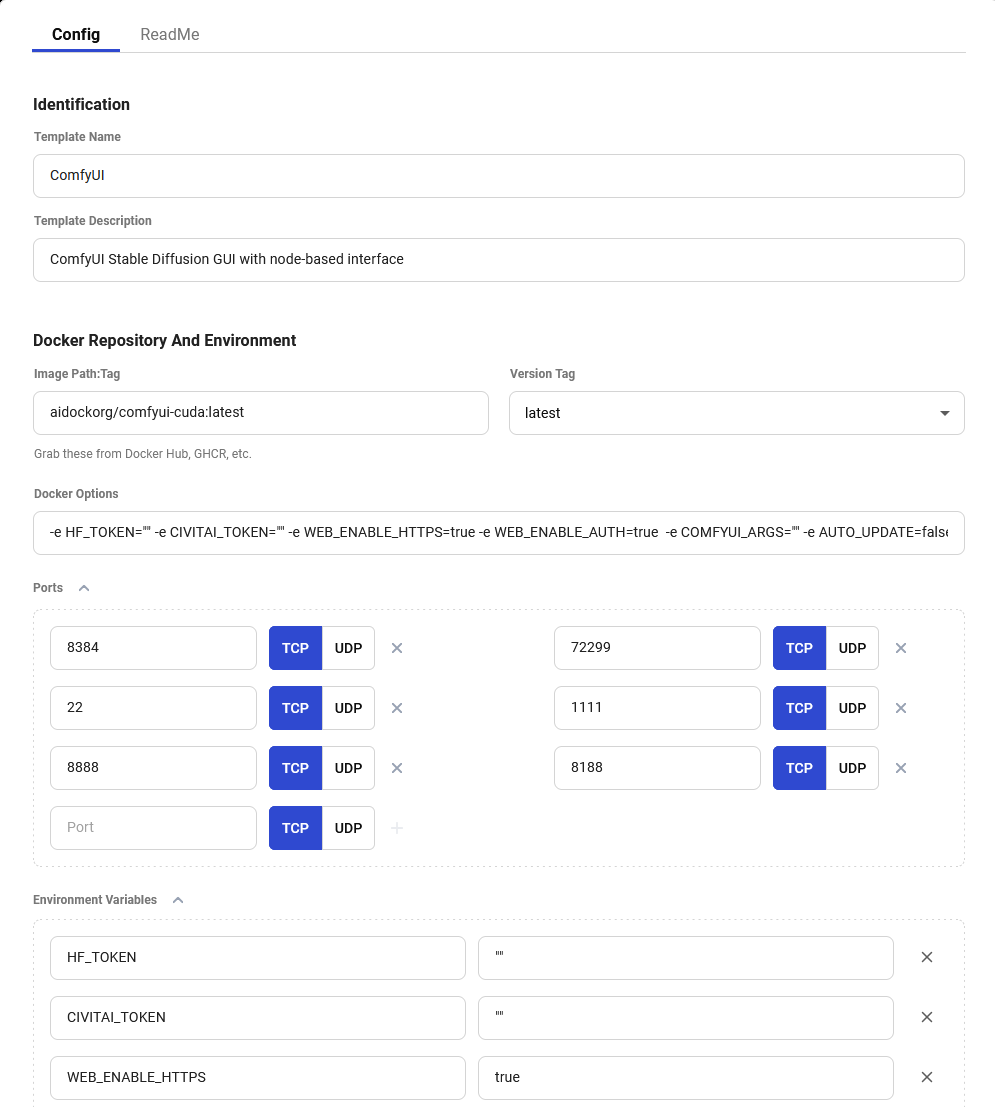 Config ReadMe
Identification
Template Name
ComfyUI
Template Description
ComfyUI Stable Diffusion GUI with node-based interface
Docker Repository And Environment
Image Path:Tag Version Tag
aidockorg/comfyui-cuda:latest latest
Grab these from Docker Hub, GHCR, etc.
Docker Options
-e HF_TOKEN="" -e CIVITAI_TOKEN="" -e WEB_ENABLE_HTTPS=true -e WEB_ENABLE_AUTH=true  -e COMFYUI_ARGS="" -e AUTO_UPDATE=false
Ports
8384 TCP UDP 72299 TCP UDP
22 TCP UDP 1111 TCP UDP
8888 TCP UDP 8188 TCP UDP
Port TCP UDP
Environment Variables
HF_TOKEN ""
CIVITAI_TOKEN ""
WEB_ENABLE_HTTPS true